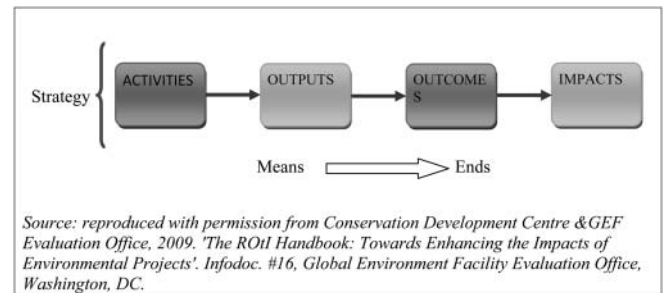 Strategy
ACTIVITIES
OUTPUTS
OUTCOME
S
IMPACTS
Means
Ends
Source: reproduced with permission from Conservation Development Centre &GEF
Evaluation Office, 2009. 'The ROtI Handbook: Towards Enhancing the Impacts of
Environmental Projects'. Infodoc. #16, Global Environment Facility Evaluation Office,
Washington, DC.